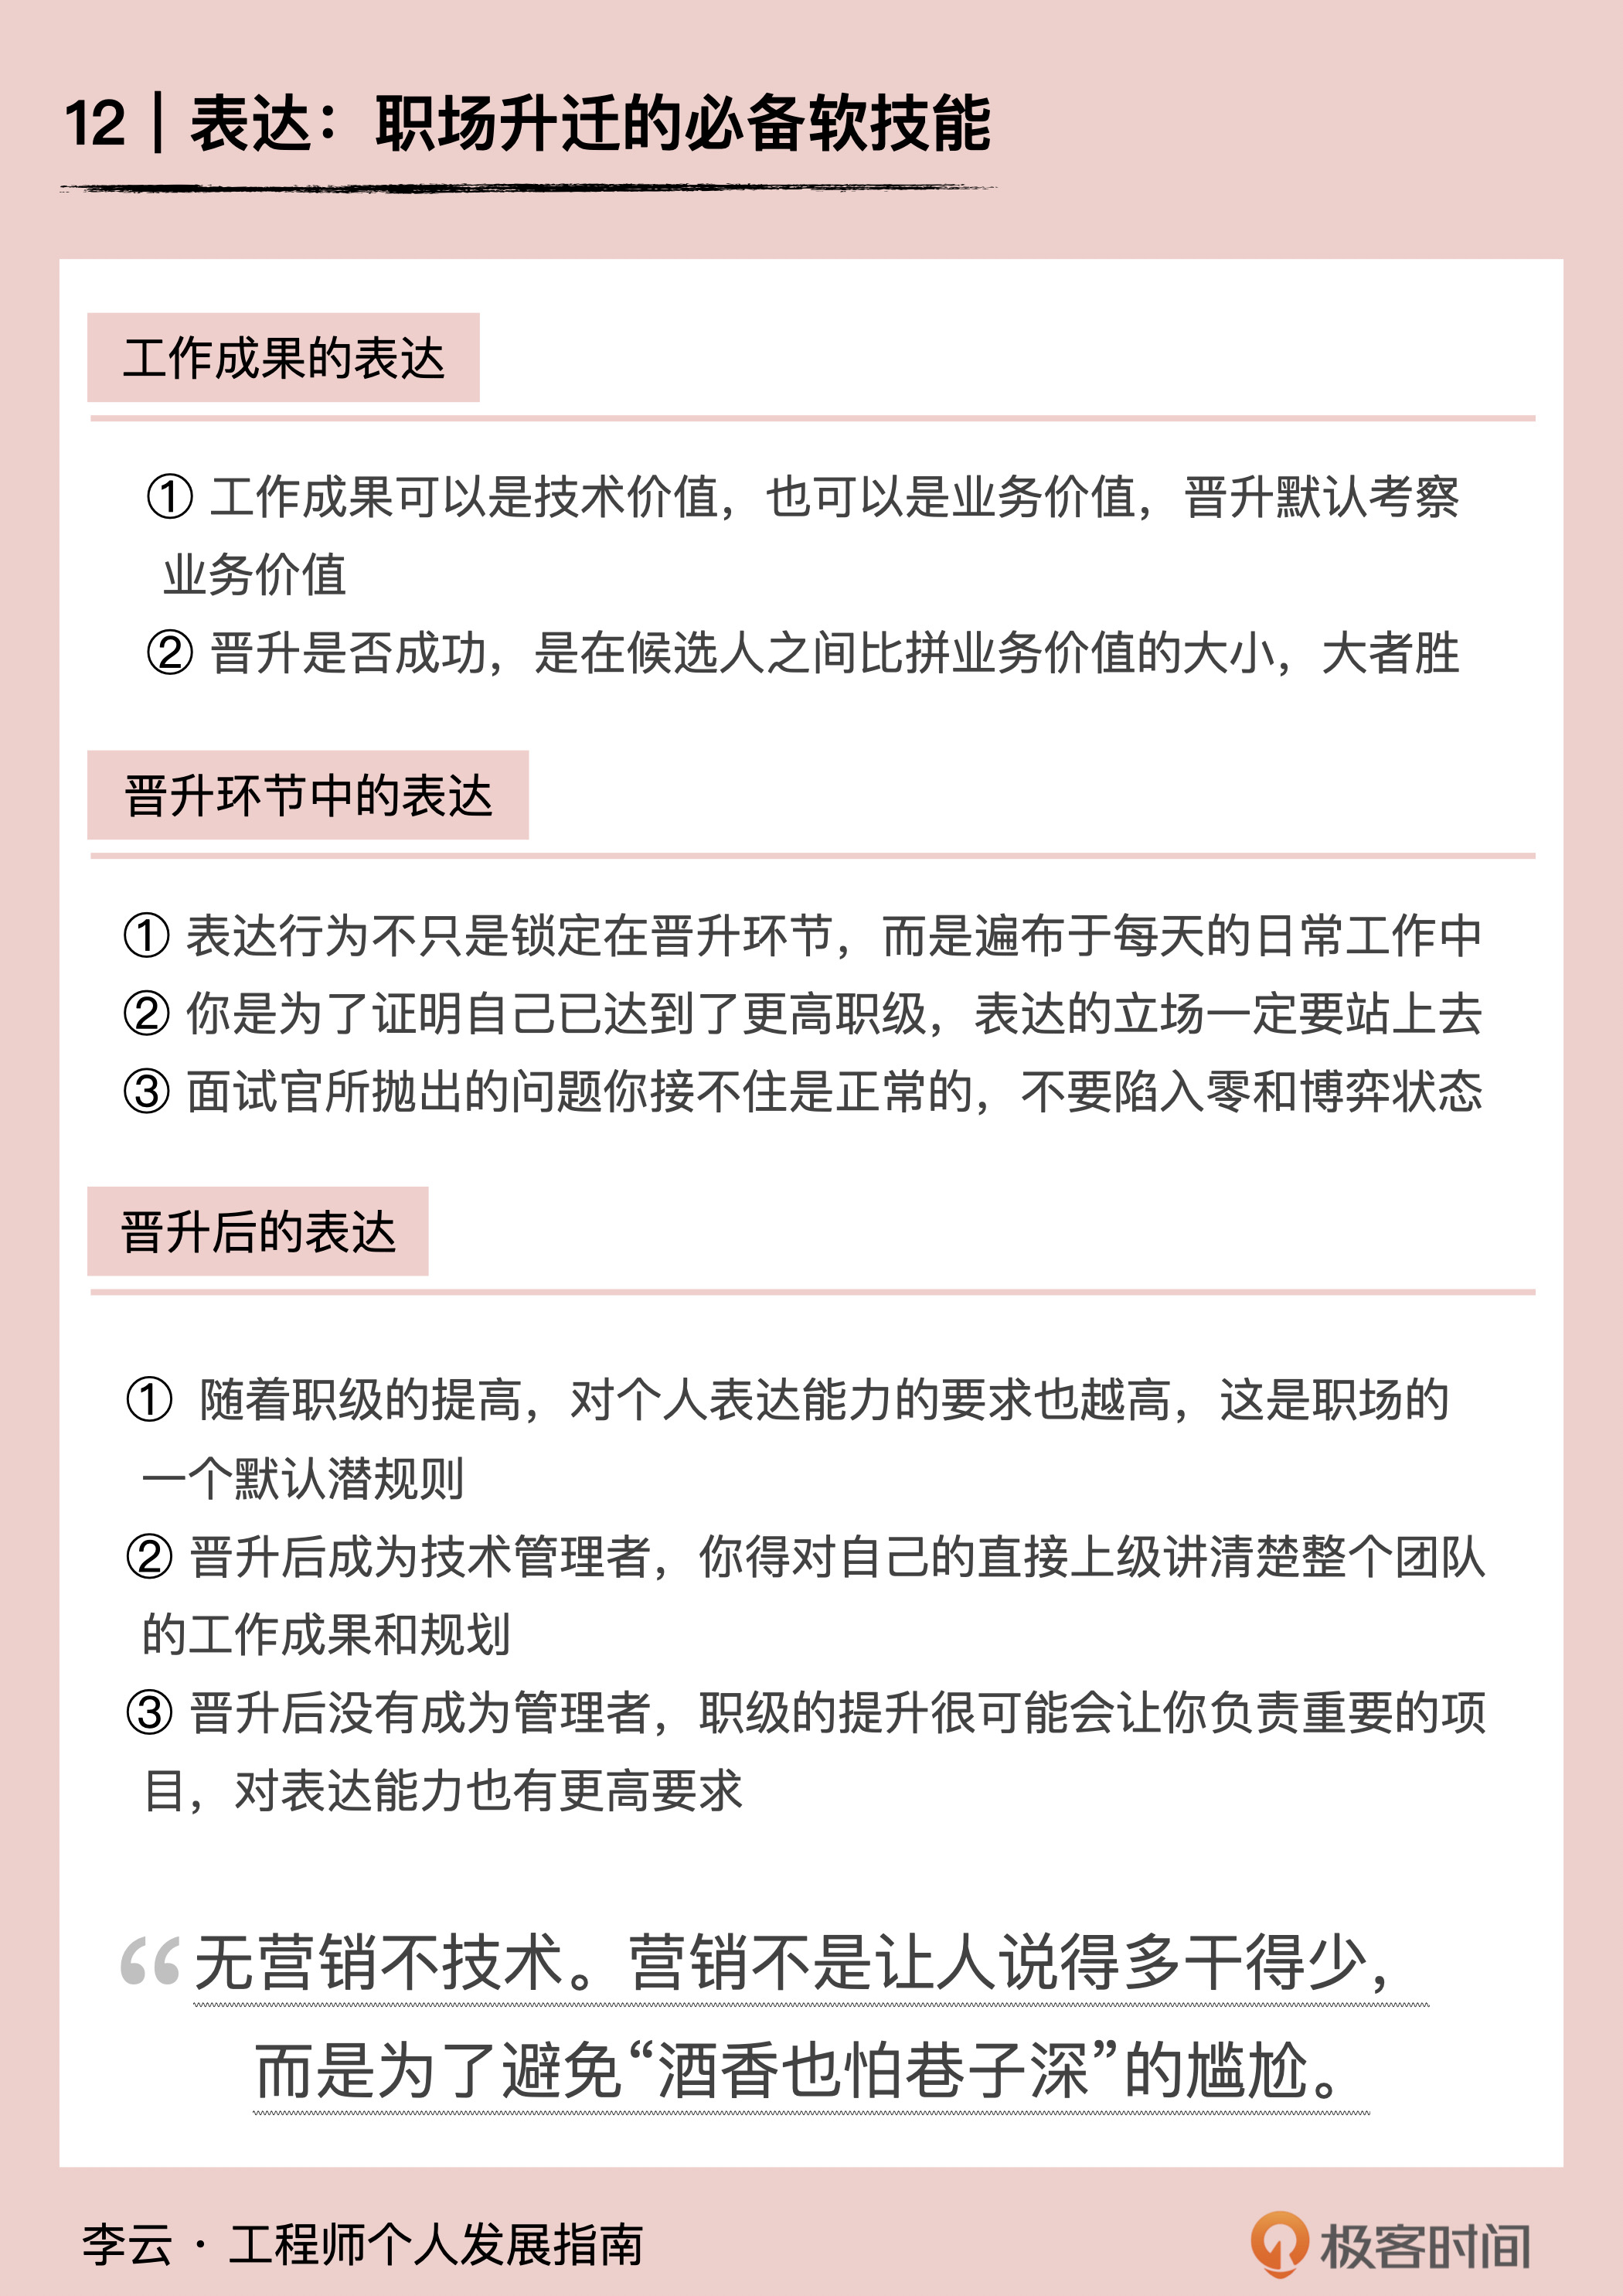 12｜表达：职场升迁的必备软技能
工作成果的表达
① 工作成果可以是技术价值，也可以是业务价值，晋升默认考察
业务价值
② 晋升是否成功，是在候选人之间比拼业务价值的大小，大者胜
晋升环节中的表达
① 表达行为不只是锁定在晋升环节，而是遍布于每天的日常工作中
② 你是为了证明自己已达到了更高职级，表达的立场一定要站上去
③ 面试官所抛出的问题你接不住是正常的，不要陷入零和博弈状态
晋升后的表达
① 随着职级的提高，对个人表达能力的要求也越高，这是职场的
一个默认潜规则
② 晋升后成为技术管理者，你得对自己的直接上级讲清楚整个团队
的工作成果和规划
③ 晋升后没有成为管理者，职级的提升很可能会让你负责重要的项
目，对表达能力也有更高要求
“无营销不技术。营销不是让人说得多干得少，
而是为了避免“酒香也怕巷子深”的尴尬。
李云 · 工程师个人发展指南
极客时间